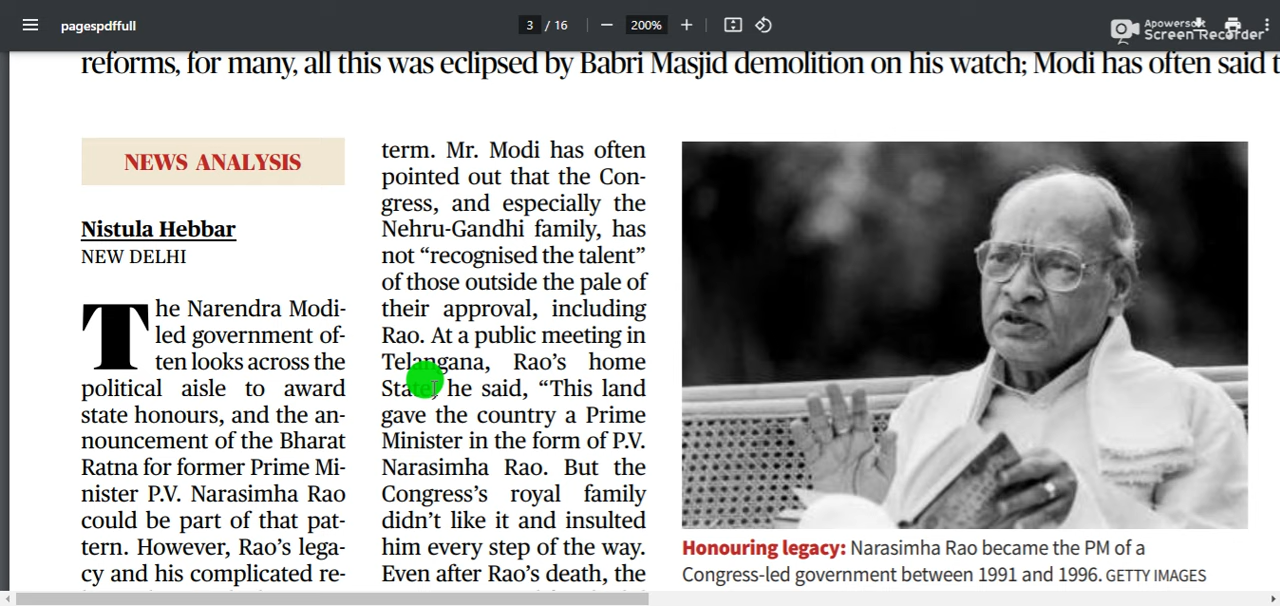 pagespdffull
3 / 16
200%
Apowersoft
Screen Recorder
reforms, for many, all this was eclipsed by Babri Masjid demolition on his watch; Modi has often said t
NEWS ANALYSIS
Nistula Hebbar
NEW DELHI
The Narendra Modi-
led government of-
ten looks across the
political aisle to award
state honours, and the an-
nouncement of the Bharat
Ratna for former Prime Mi-
nister P.V. Narasimha Rao
could be part of that pat-
tern. However, Rao's lega-
cy and his complicated re-
term. Mr. Modi has often
pointed out that the Con-
gress, and especially the
Nehru-Gandhi family, has
not “recognised the talent”
of those outside the pale of
their approval, including
Rao. At a public meeting in
Telangana, Rao's home
State, he said, “This land
gave the country a Prime
Minister in the form of P.V.
Narasimha Rao. But the
Congress's royal family
didn't like it and insulted
him every step of the way.
Even after Rao's death, the
Honouring legacy: Narasimha Rao became the PM of a
Congress-led government between 1991 and 1996. GETTY IMAGES